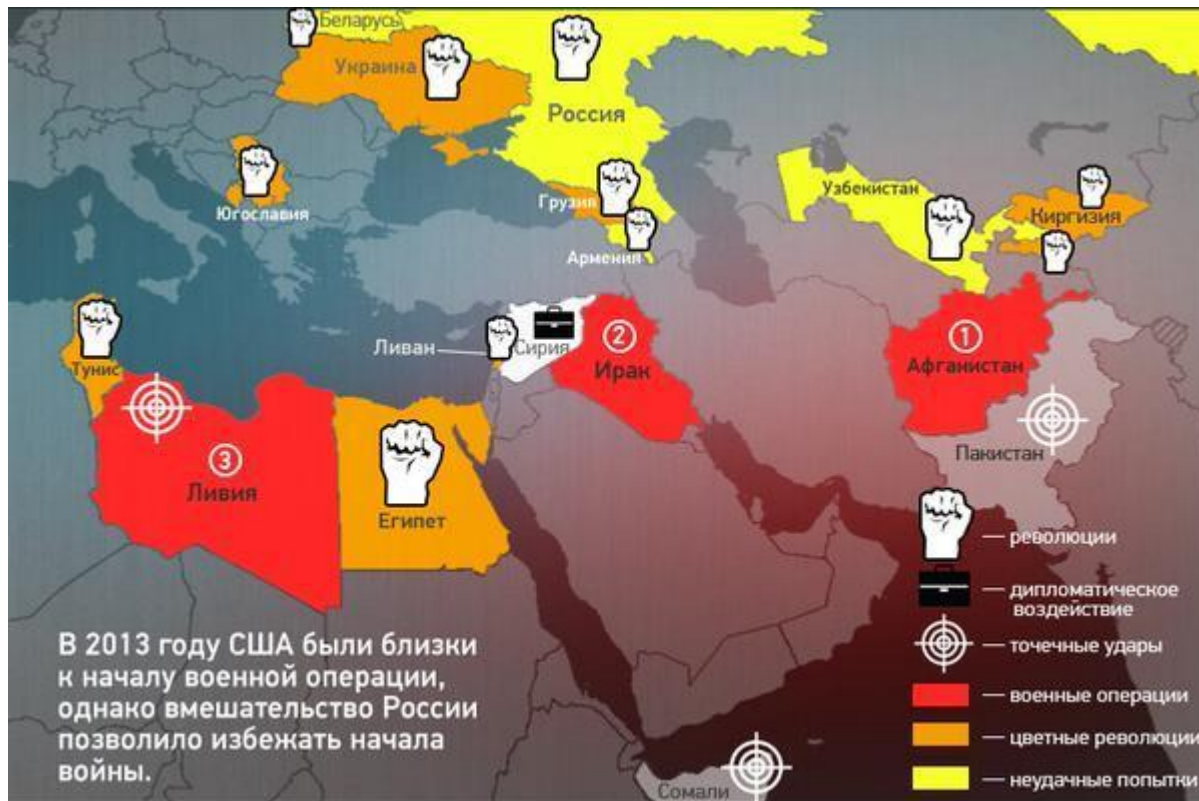 Беларусь
Украина
Россия
Югославия
Грузия
Армения
Узбекистан
Киргизия
Тунис
Ливан
Сирия
2
Ирак
1
Афганистан
Пакистан
3
Ливия
Египет
Сомали
В 2013 году США были близки
к началу военной операции,
однако вмешательство России
позволило избежать начала
войны.
— революции
— дипломатическое
воздействие
— точечные удары
— военные операции
— цветные революции
— неудачные попытки